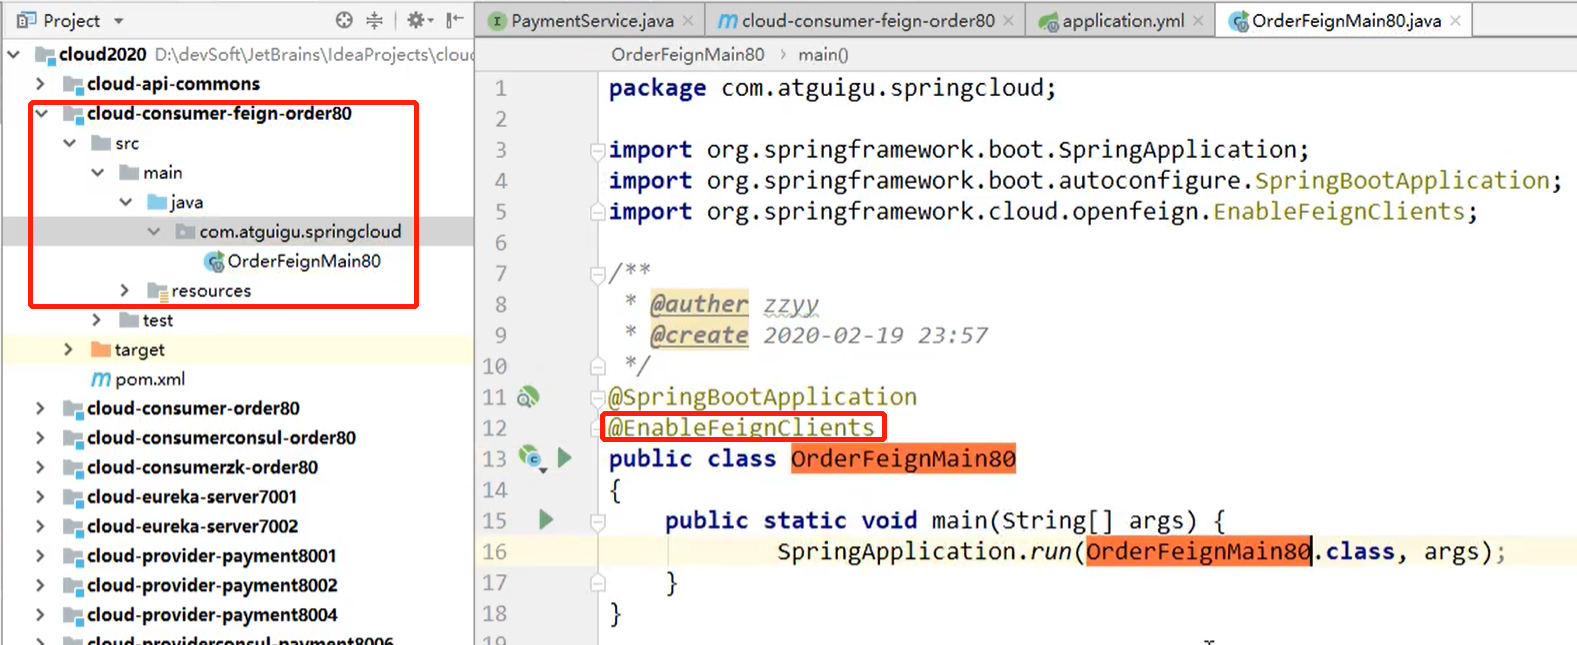 Project
cloud2020 D:\devSoft\JetBrains\IdeaProjects\cloud
cloud-api-commons
cloud-consumer-feign-order80
src
main
java
com.atguigu.springcloud
OrderFeignMain80
resources
test
target
pom.xml
cloud-consumer-order80
cloud-consumerconsul-order80
cloud-consumerzk-order80
cloud-eureka-server7001
cloud-eureka-server7002
cloud-provider-payment8001
cloud-provider-payment8002
cloud-provider-payment8004
cloud-providerconsul-payment8006
PaymentService.java cloud-consumer-feign-order80 application.yml OrderFeignMain80.java
OrderFeignMain80 > main()
1 package com.atguigu.springcloud;
2
3 import org.springframework.boot.SpringApplication;
4 import org.springframework.boot.autoconfigure.SpringBootApplication;
5 import org.springframework.cloud.openfeign.EnableFeignClients;
6
7 /**
8 * @auther zzyy
9 * @create 2020-02-19 23:57
10 */
11 @SpringBootApplication
12 @EnableFeignClients
13 public class OrderFeignMain80
14 {
15 public static void main(String[] args) {
16 SpringApplication.run(OrderFeignMain80.class, args);
17 }
18 }
19